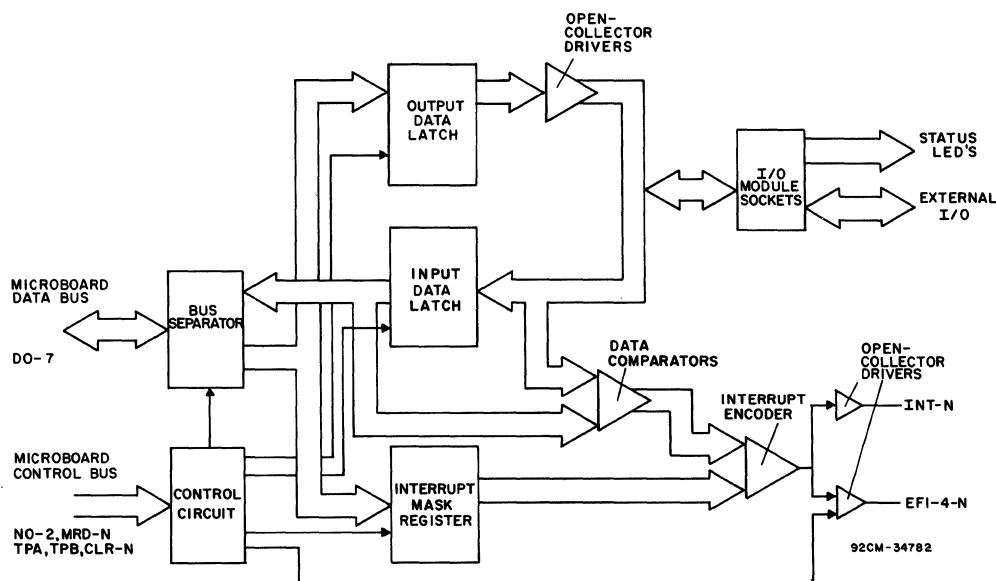 OPEN-
COLLECTOR
DRIVERS
OUTPUT
DATA
LATCH
I/O
MODULE
SOCKETS
STATUS
LED'S
EXTERNAL
I/O
MICROBOARD
DATA BUS
DO-7
BUS
SEPARATOR
INPUT
DATA
LATCH
DATA
COMPARATORS
OPEN-
COLLECTOR
DRIVERS
INTERRUPT
ENCODER
INT-N
EFI-4-N
MICROBOARD
CONTROL BUS
NO-2,MRD-N
TPA,TPB,CLR-N
CONTROL
CIRCUIT
INTERRUPT
MASK
REGISTER
92CM-34782